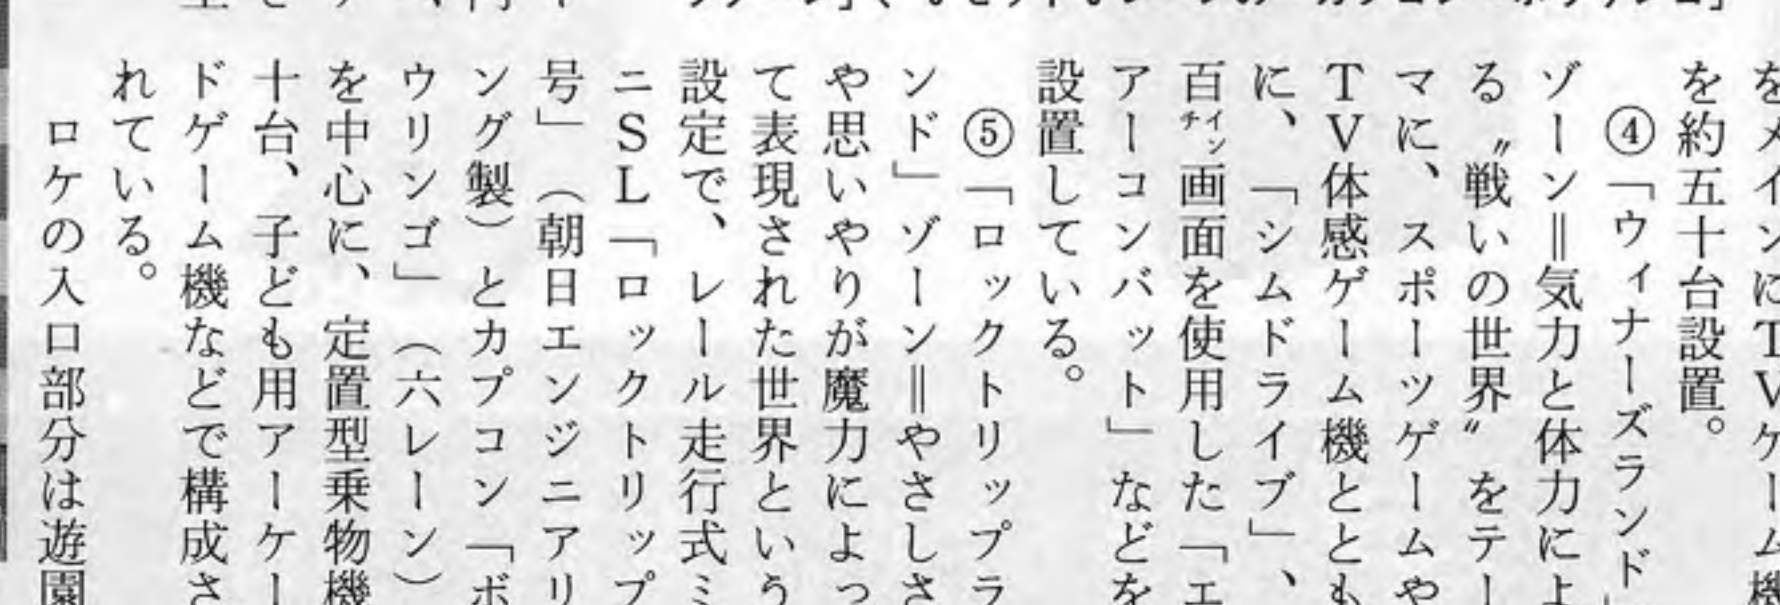 をメインにTVゲーム機
を約五十台設置。
④「ウィナーズランド」
ゾーン＝気力と体力によ
る〝戦いの世界〟をテー
マに、スポーツゲームや
TV体感ゲーム機ととも
に、「シムドライブ」、
百インチ画面を使用した「エ
アーコンバット」などを
設置している。
⑤「ロックトリップラ
ンド」ゾーン＝やさしさ
や思いやりが魔力によっ
て表現された世界という
設定で、レール走行式ミ
ニSL「ロックトリップ
号」（朝日エンジニアリ
ング製）とカプコン「ボ
ウリンゴ」（六レーン）
を中心に、定置型乗物機
十台、子ども用アーケー
ドゲーム機などで構成さ
れている。
ロケの入口部分は遊園